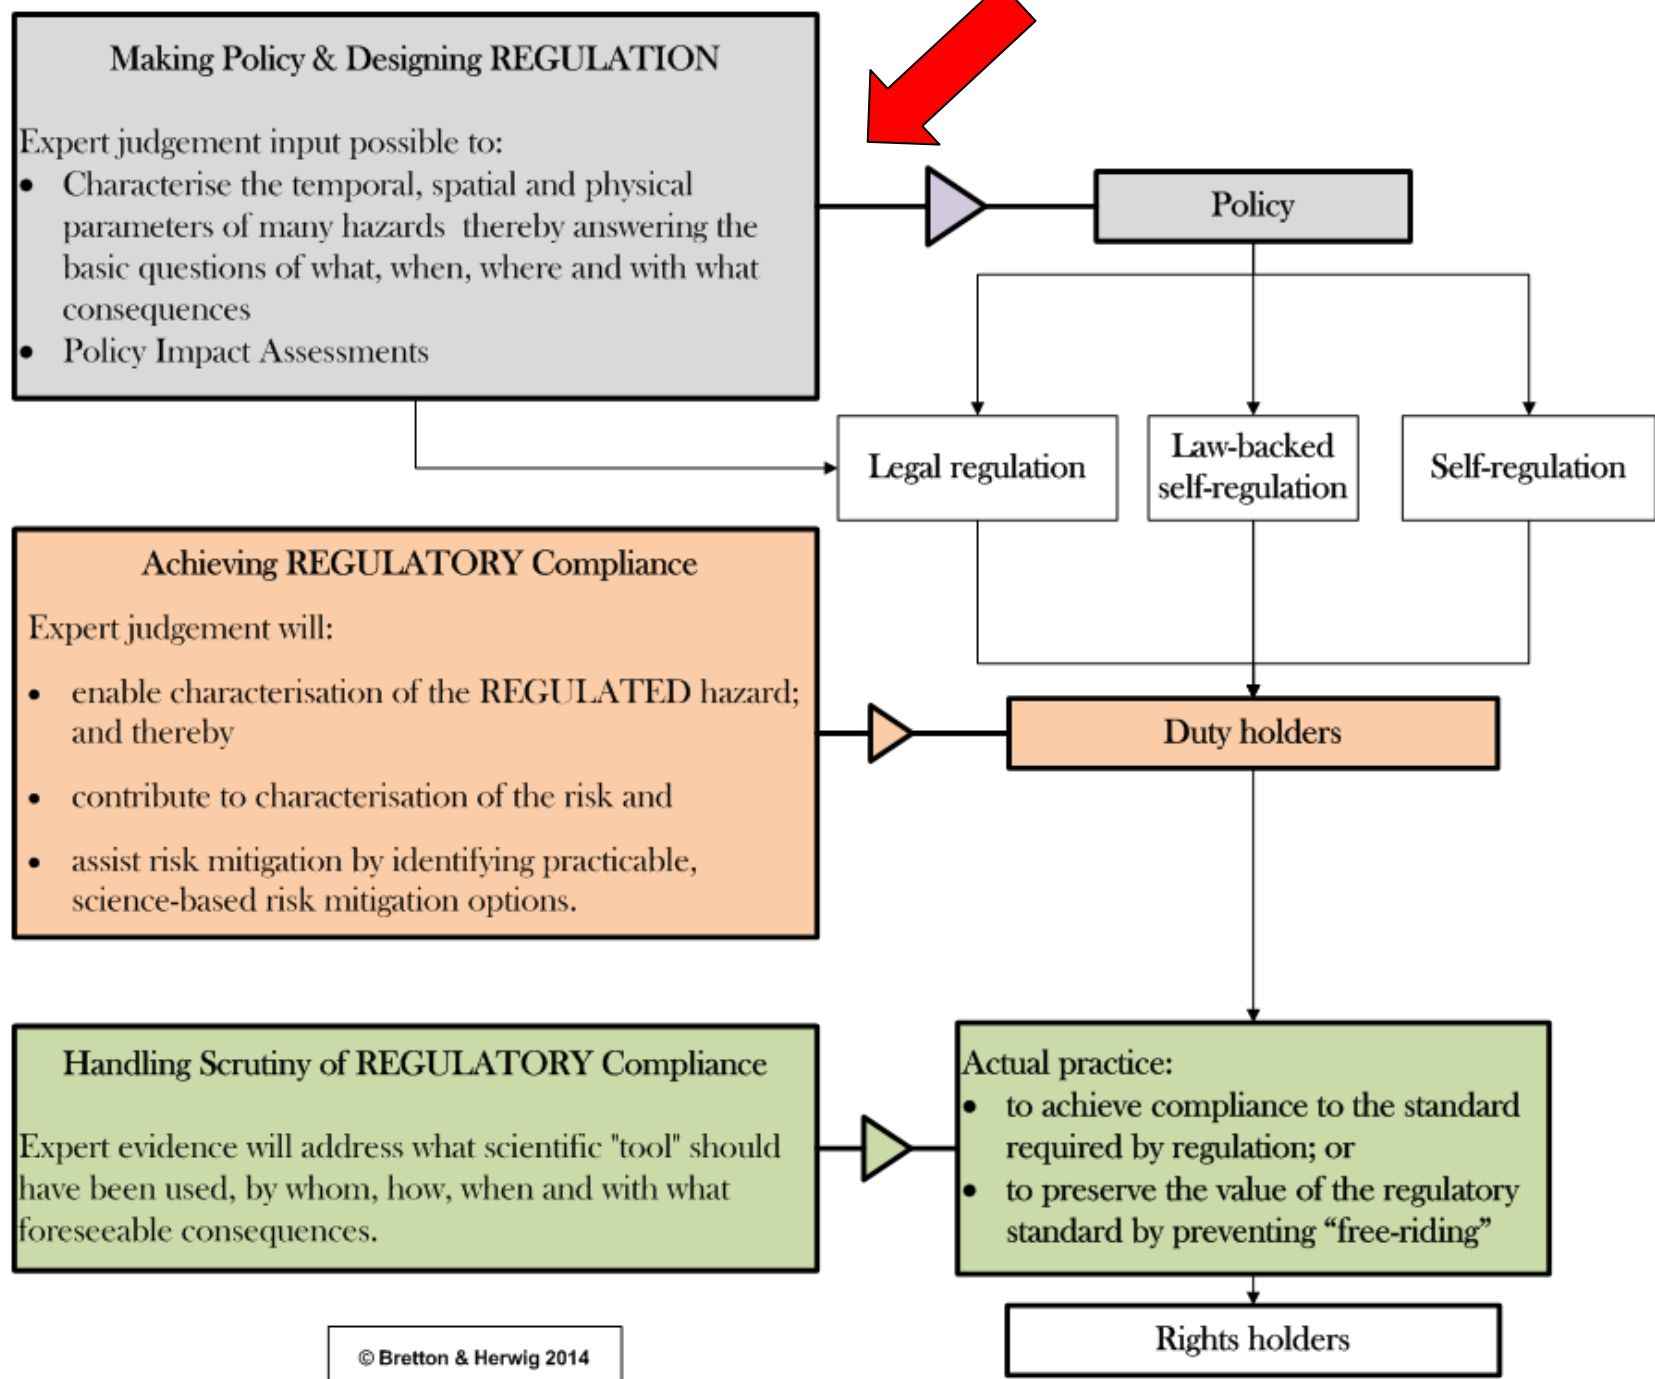 Making Policy & Designing REGULATION
Expert judgement input possible to:
• Characterise the temporal, spatial and physical
parameters of many hazards thereby answering the
basic questions of what, when, where and with what
consequences
• Policy Impact Assessments
Policy
Legal regulation
Law-backed
self-regulation
Self-regulation
Achieving REGULATORY Compliance
Expert judgement will:
• enable characterisation of the REGULATED hazard;
and thereby
• contribute to characterisation of the risk and
• assist risk mitigation by identifying practicable,
science-based risk mitigation options.
Duty holders
Handling Scrutiny of REGULATORY Compliance
Expert evidence will address what scientific "tool" should
have been used, by whom, how, when and with what
foreseeable consequences.
Actual practice:
• to achieve compliance to the standard
required by regulation; or
• to preserve the value of the regulatory
standard by preventing “free-riding”
Rights holders
© Bretton & Herwig 2014